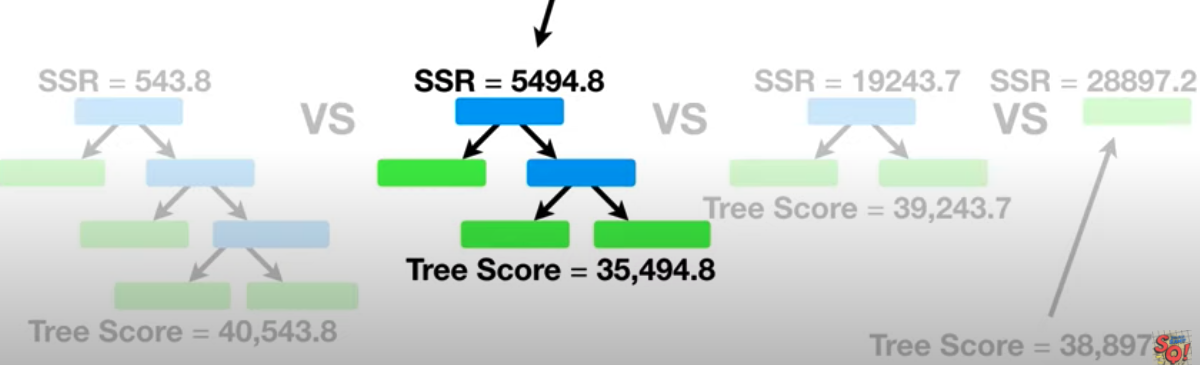 SSR = 543.8
VS
SSR = 5494.8
VS
SSR = 19243.7
VS
SSR = 28897.2
Tree Score = 40,543.8
Tree Score = 35,494.8
Tree Score = 39,243.7
Tree Score = 38,897
SQ!